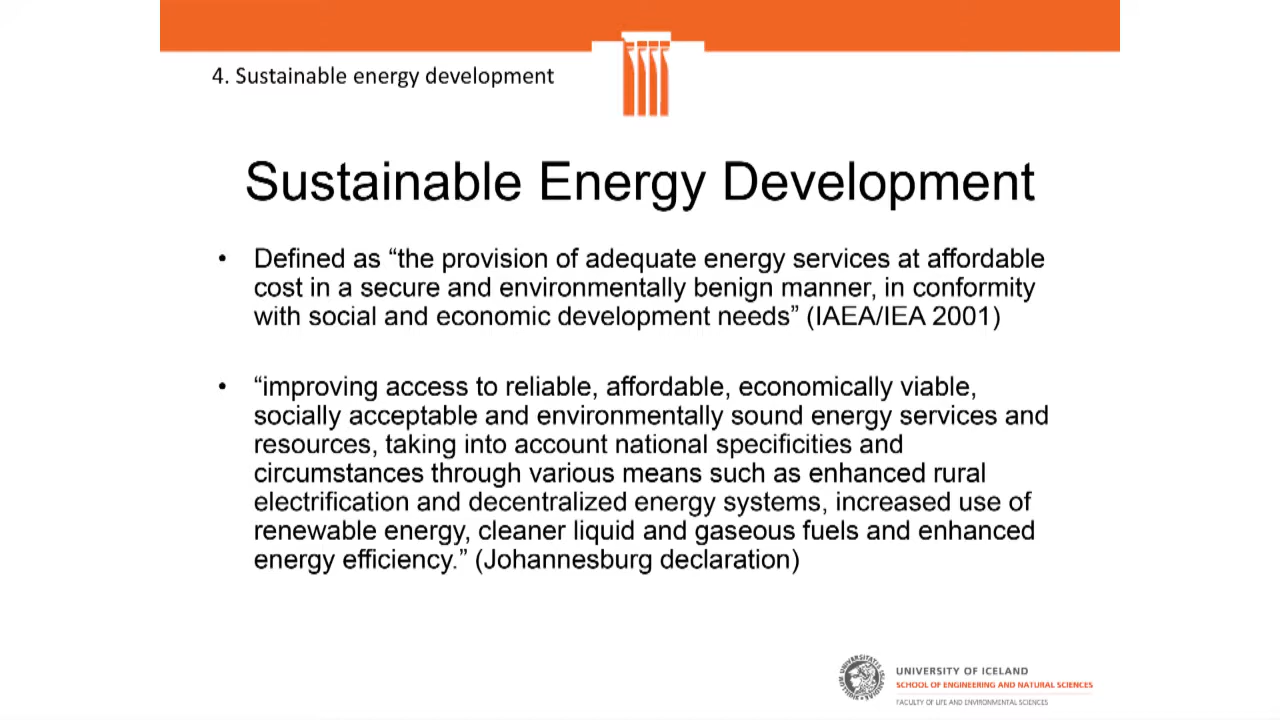 4. Sustainable energy development
Sustainable Energy Development
• Defined as “the provision of adequate energy services at affordable
cost in a secure and environmentally benign manner, in conformity
with social and economic development needs” (IAEA/IEA 2001)
• “improving access to reliable, affordable, economically viable,
socially acceptable and environmentally sound energy services and
resources, taking into account national specificities and
circumstances through various means such as enhanced rural
electrification and decentralized energy systems, increased use of
renewable energy, cleaner liquid and gaseous fuels and enhanced
energy efficiency.” (Johannesburg declaration)
UNIVERSITY OF ICELAND
SCHOOL OF ENGINEERING AND NATURAL SCIENCES
FACULTY OF LIFE AND ENVIRONMENTAL SCIENCES